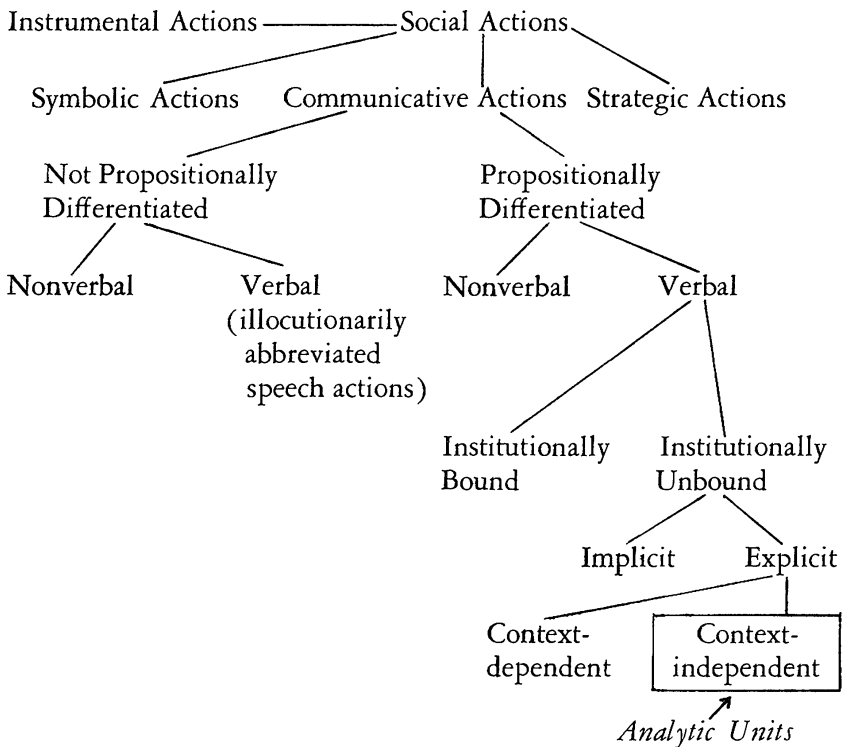 Instrumental Actions Social Actions
Symbolic Actions Communicative Actions Strategic Actions
Not Propositionally Propositionally
Differentiated Differentiated
Nonverbal Verbal Nonverbal Verbal
(illocutionarily
abbreviated
speech actions)
Institutionally Institutionally
Bound Unbound
Implicit Explicit
Context- Context-
dependent independent
Analytic Units